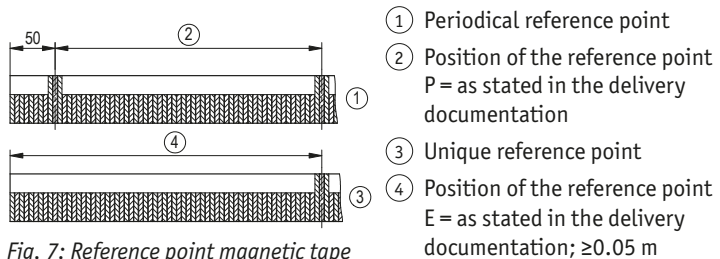 50
②
①
④
③
Fig. 7: Reference point magnetic tape
① Periodical reference point
② Position of the reference point
P = as stated in the delivery
documentation
③ Unique reference point
④ Position of the reference point
E = as stated in the delivery
documentation; ≥0.05 m